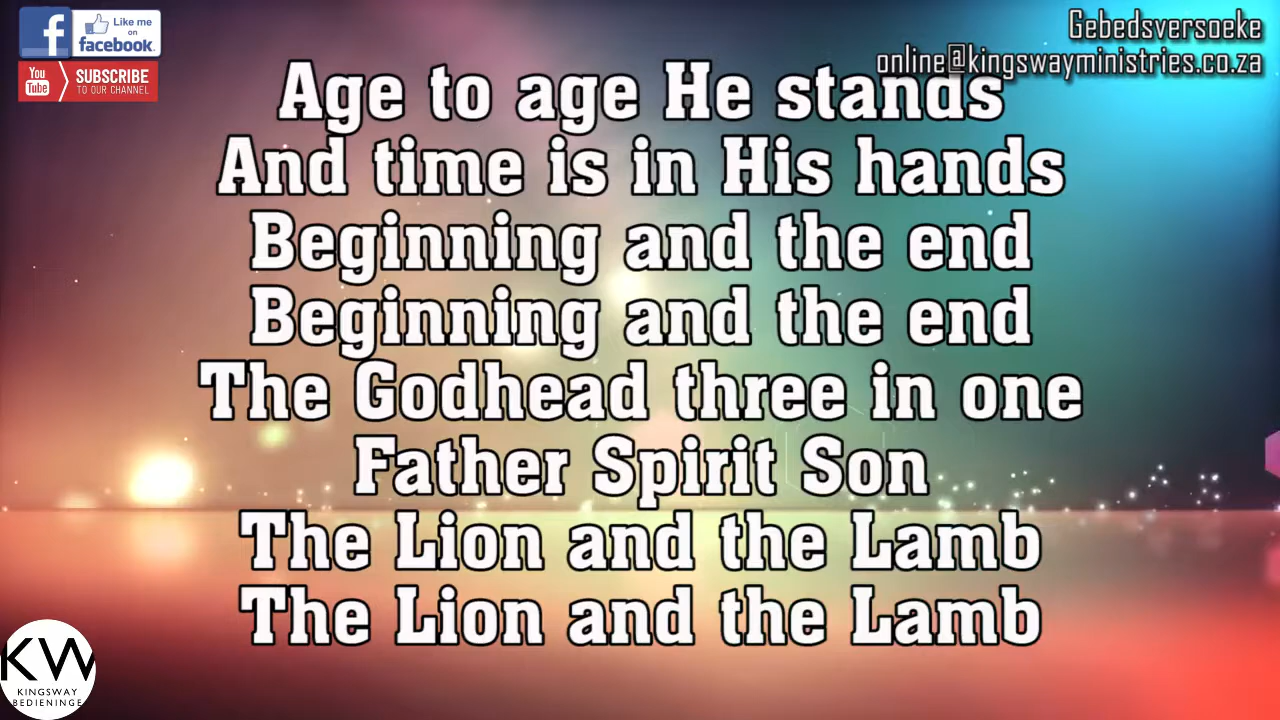 f Like me
on
facebook.
You
Tube
SUBSCRIBE
TO OUR CHANNEL
Gebedsversoeke
online@kingswayministries.co.za
Age to age He stands
And time is in His hands
Beginning and the end
Beginning and the end
The Godhead three in one
Father Spirit Son
The Lion and the Lamb
The Lion and the Lamb
KW
KINGSWAY
BEDIENINGE